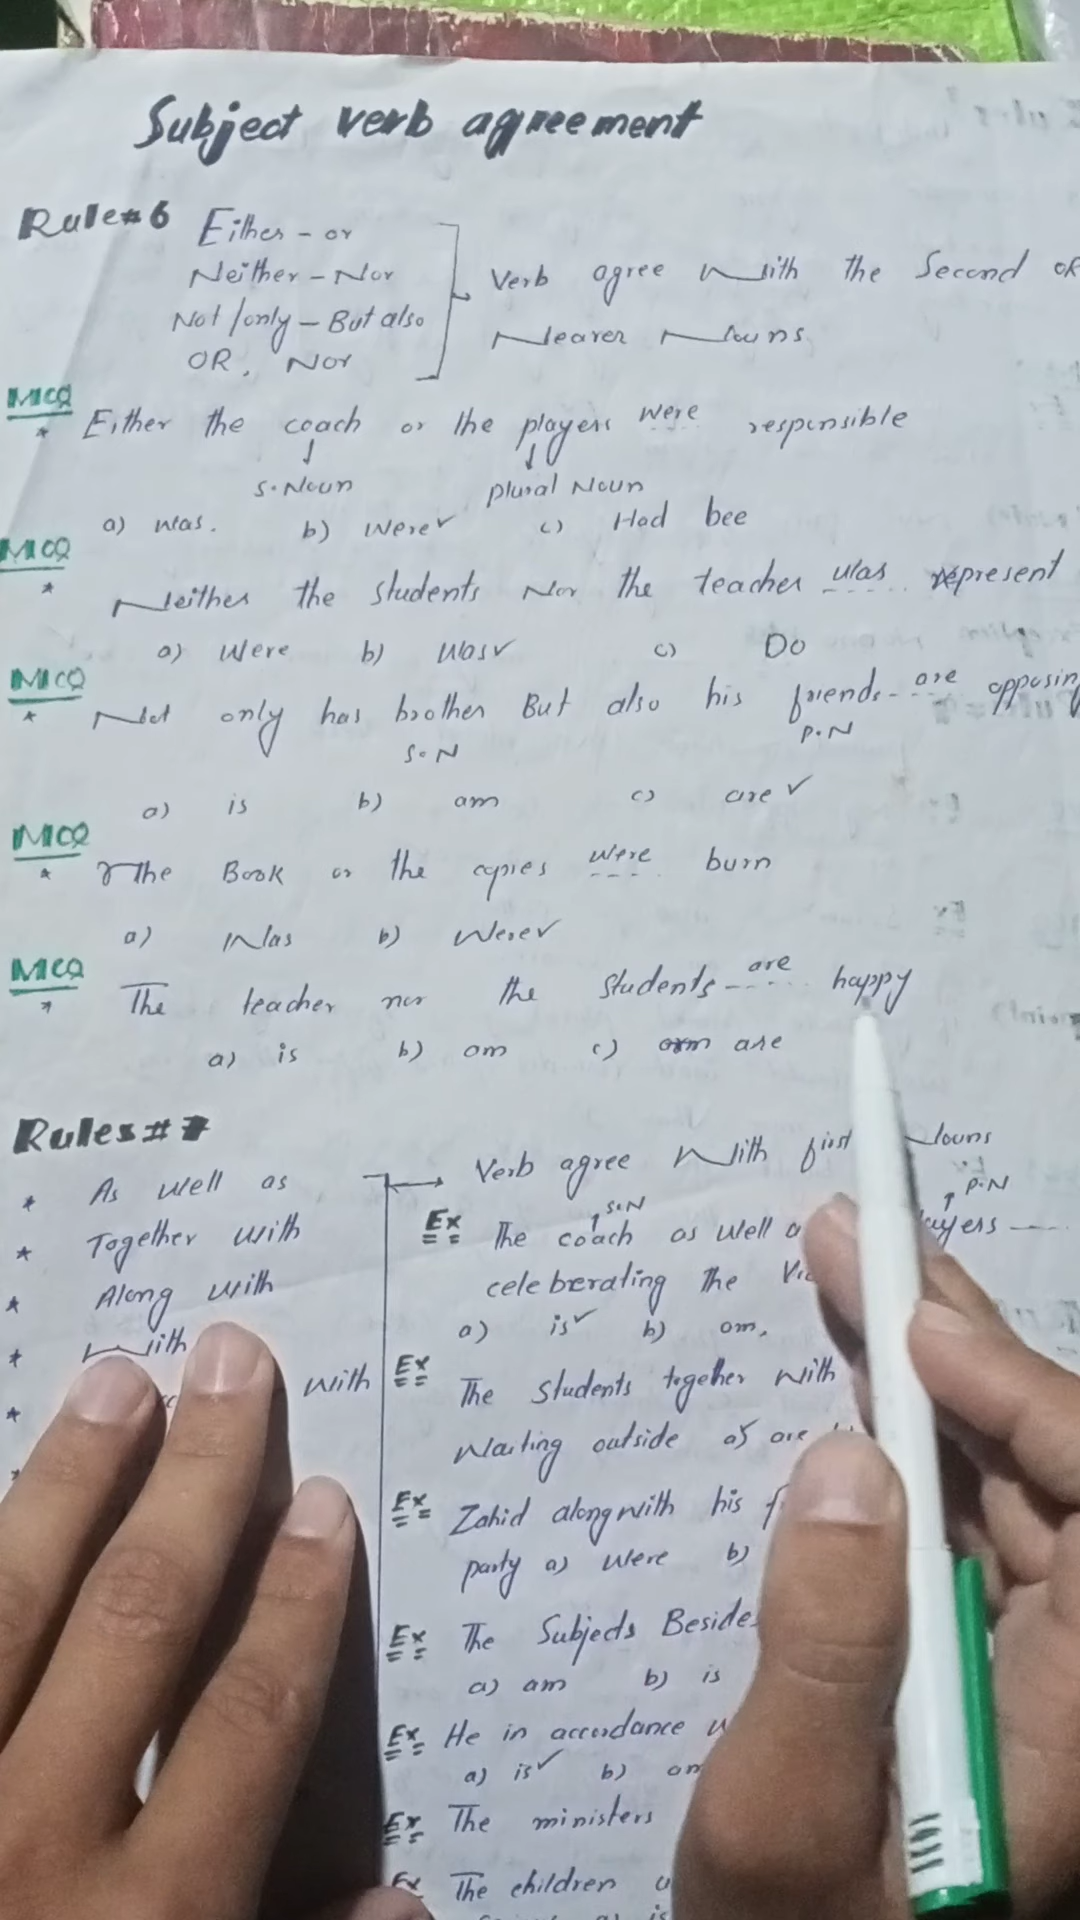 Subject verb agreement
Rule#6 Either - or
Neither - Nor
Not/only - But also
OR, Nor
Verb agree With the Second OR
Nearer Nouns
MCQ
* Either the coach or the players were responsible
S.Noun
plural Noun
a) was. b) Were✓ c) Had bee
MCQ
* Neither the students Nor the teacher was represent
a) Were b) Was✓ c) Do
MCQ
* Not only has brother But also his friends are opposing
S.N
P.N
a) is b) am c) are ✓
MCQ
* The Book or the copies were burn
a) Was b) Were✓
MCQ
* The teacher nor the students are happy
a) is b) am c) are
Rules#7
* As well as
* Together with
* Along with
* With
* with
Verb agree With first Nouns
S.N
P.N
Ex The coach as well
celeberating the
a) is✓ b) am,
Ex The students together with
Waiting outside a) are
Ex Zahid alongwith his
party a) Were b)
Ex The Subjects
a) am b) is
Ex He in accordance
a) is✓ b)
Ex The ministers
Ex The children
a) is